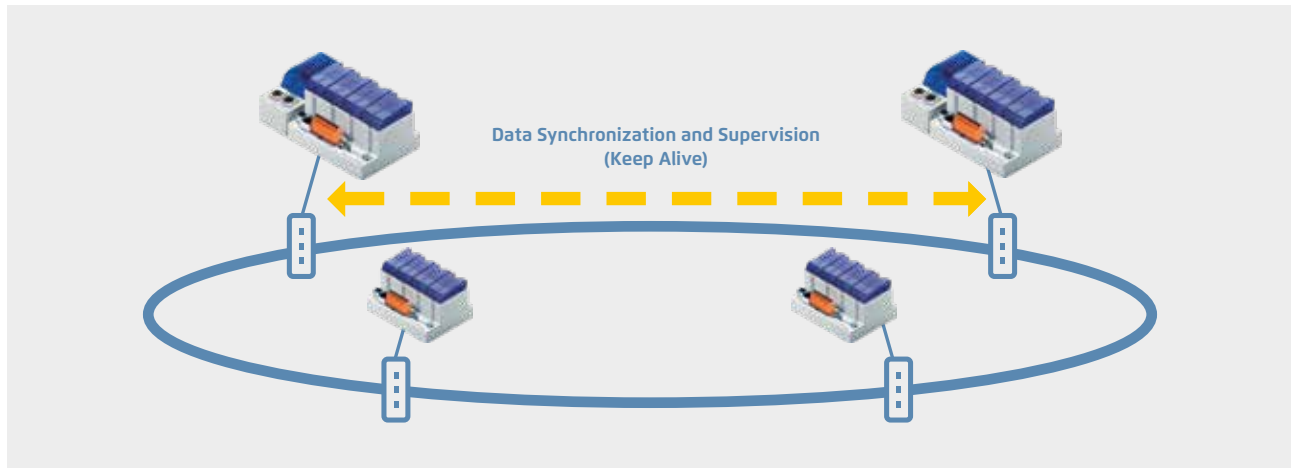 Data Synchronization and Supervision
(Keep Alive)